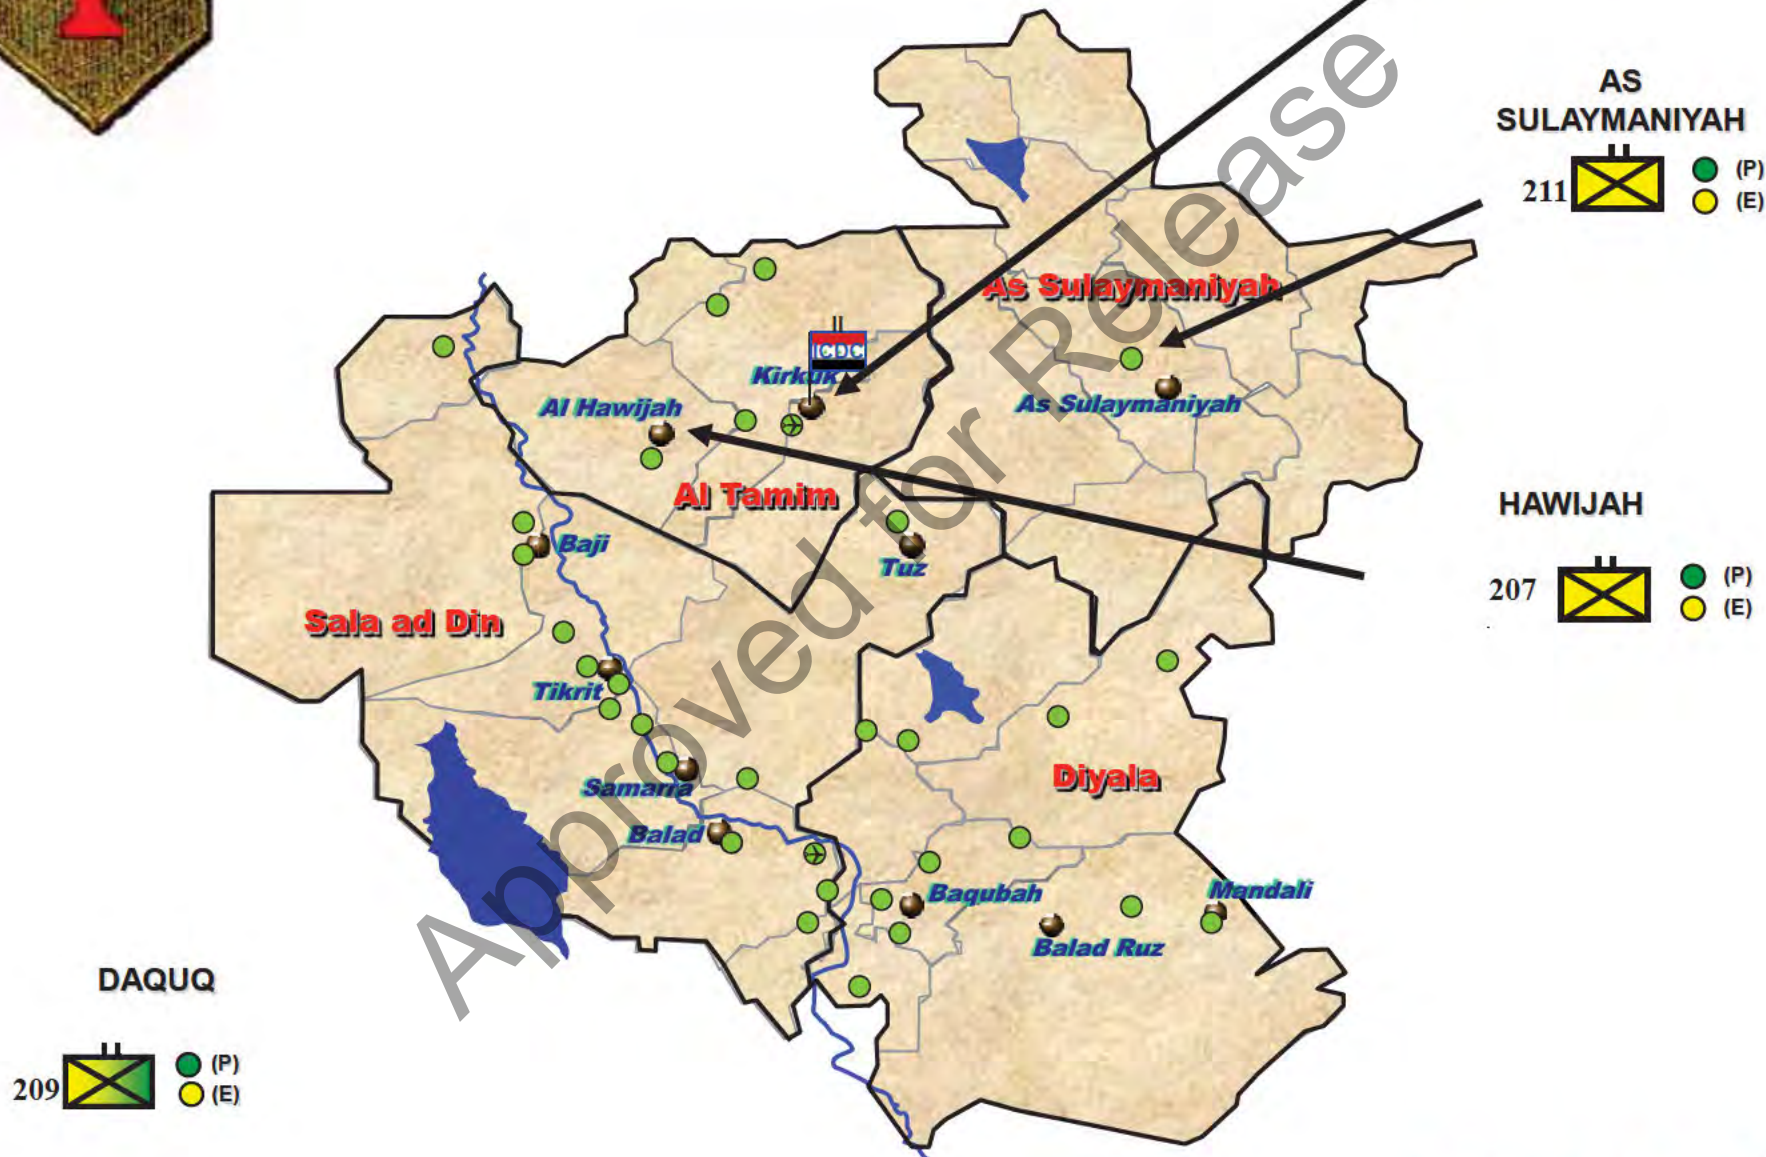 AS
SULAYMANIYAH
211
(P)
(E)
As Sulaymaniyah
ICDC
Kirkuk
Al Hawijah
As Sulaymaniyah
Al Tamim
HAWIJAH
Baji
Tuz
207
(P)
(E)
Sala ad Din
Tikrit
Diyala
Samarra
Balad
Baqubah
Mandali
Balad Ruz
DAQUQ
209
(P)
(E)
Approved for Release